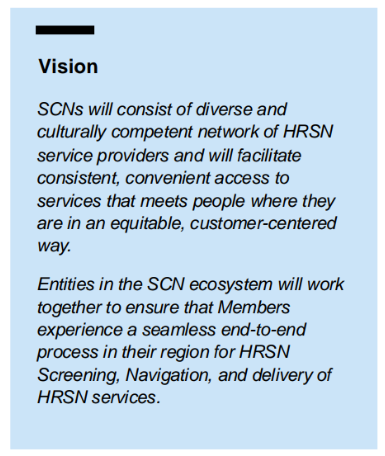 Vision
SCNs will consist of diverse and
culturally competent network of HRSN
service providers and will facilitate
consistent, convenient access to
services that meets people where they
are in an equitable, customer-centered
way.
Entities in the SCN ecosystem will work
together to ensure that Members
experience a seamless end-to-end
process in their region for HRSN
Screening, Navigation, and delivery of
HRSN services.